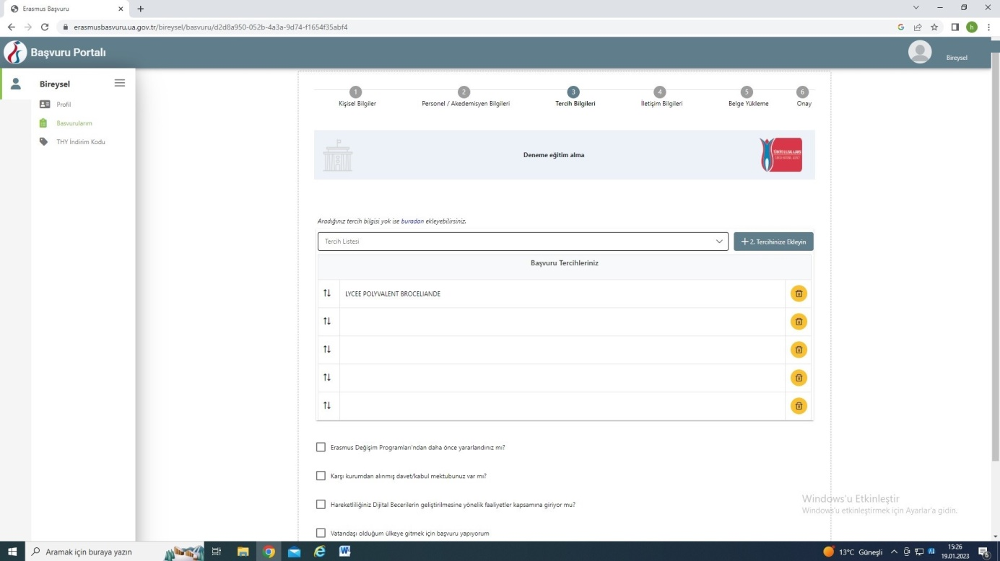 Erasmus Başvuru
erasmusbasvuru.ua.gov.tr/bireysel/basvuru/d2d8a950-052b-4a3a-9d74-f1654f35abf4
h
Başvuru Portalı
Bireysel
Bireysel
Profil
Basvurularım
THY İndirim Kodu
1 2 3 4 5 6
Kişisel Bilgiler Personel / Akedemisyen Bilgileri Tercih Bilgileri İletişim Bilgileri Belge Yükleme Onay
Deneme eğitim alma
Aradığınız tercih bilgisi yok ise buradan ekleyebilirsiniz.
Tercih Listesi
2. Tercihinize Ekleyin
Başvuru Tercihleriniz
LYCEE POLYVALENT BROCELIANDE
Erasmus Değişim Programları'ndan daha önce yararlandınız mı?
Karşı kurumdan alınmış davet/kabul mektubunuz var mı?
Hareketliliğiniz Dijital Becerilerin geliştirilmesine yönelik faaliyetler kapsamına giriyor mu?
Vatandaşı olduğum ülkeye gitmek için başvuru yapıyorum
Windows'u Etkinleştir
Windows'u etkinleştirmek için Ayarlar'a gidin.
Aramak için buraya yazın
13°C Güneşli
15:26
19.01.2023
6